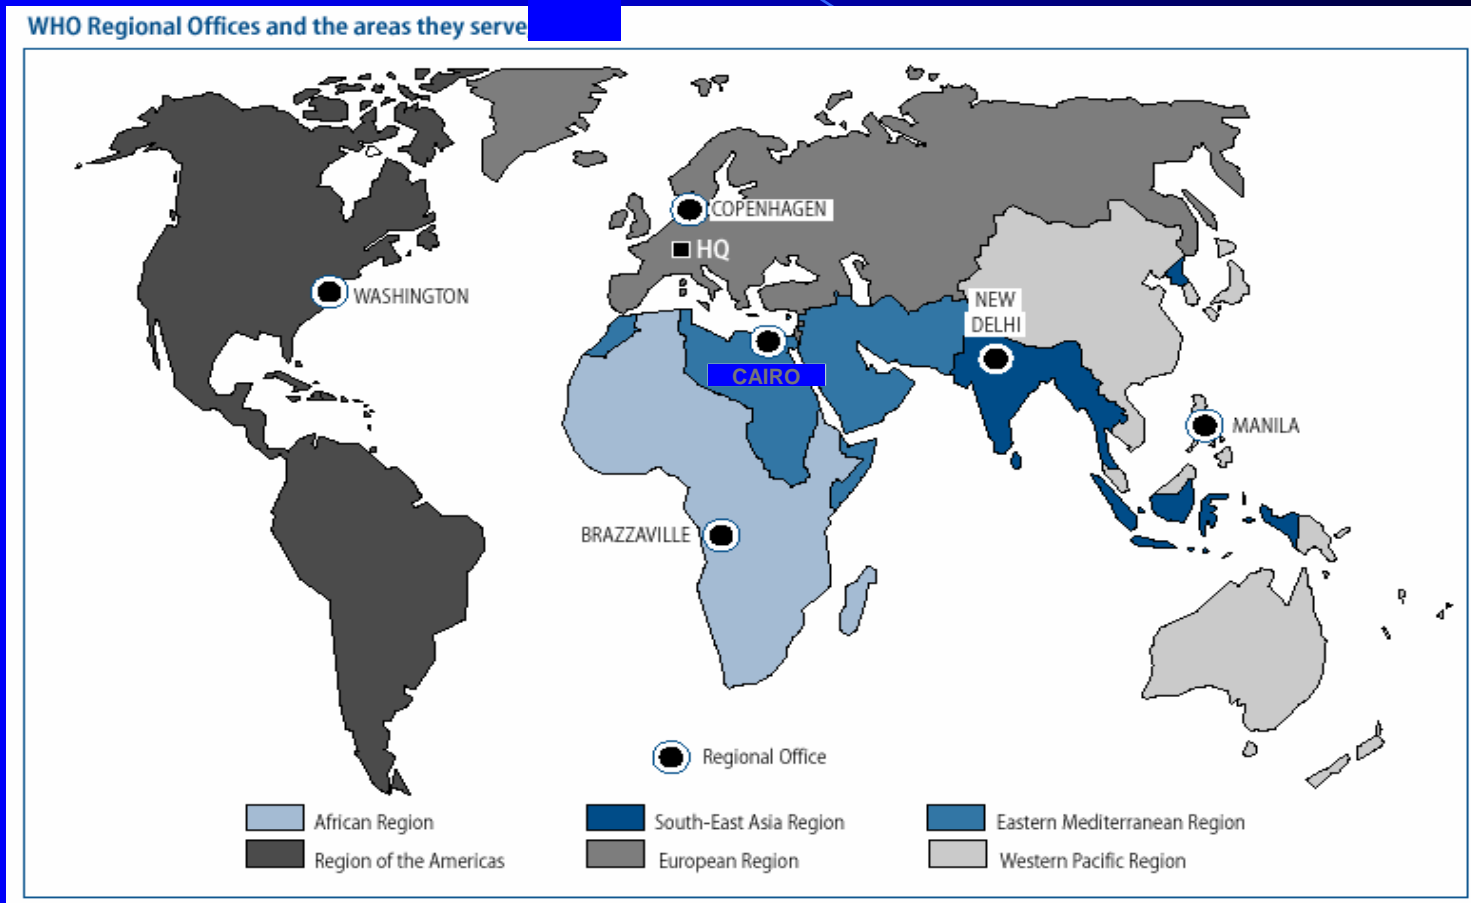 WHO Regional Offices and the areas they serve
COPENHAGEN
HQ
WASHINGTON
NEW
DELHI
CAIRO
MANILA
BRAZZAVILLE
Regional Office
African Region
South-East Asia Region
Eastern Mediterranean Region
Region of the Americas
European Region
Western Pacific Region